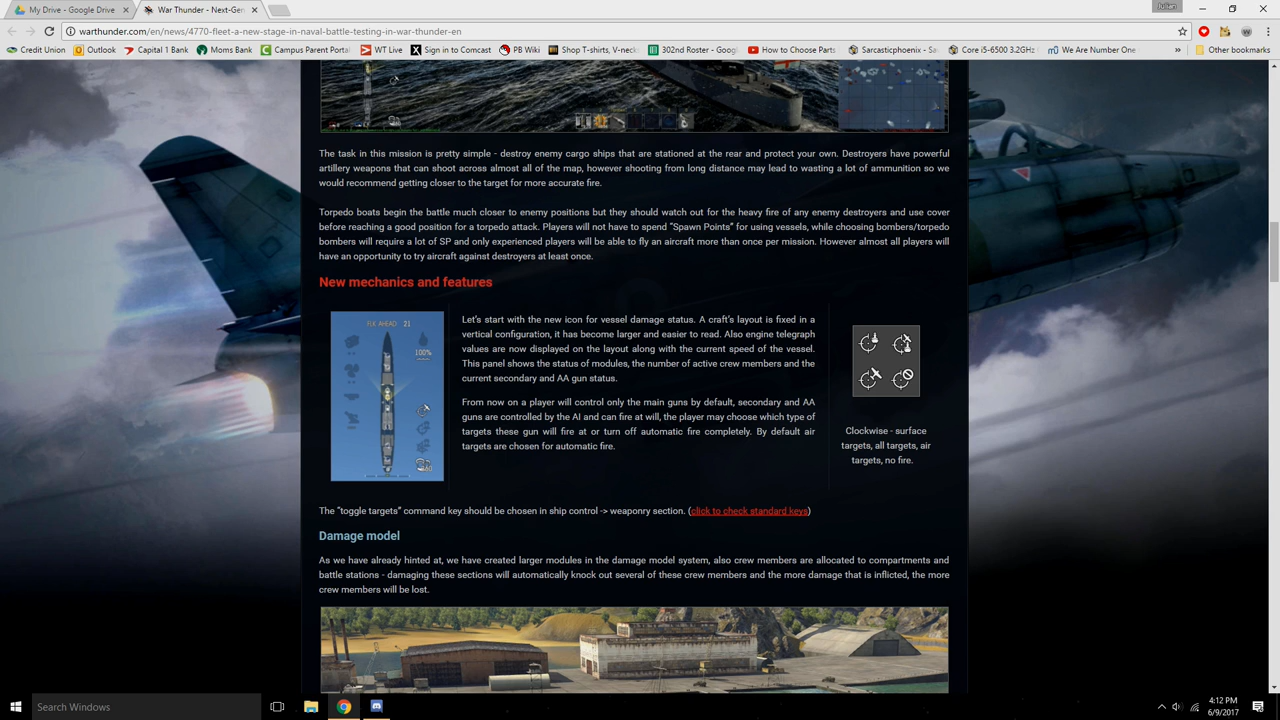 My Drive - Google Drive
War Thunder - Next-Gen
Julian
warthunder.com/en/news/4770-fleet-a-new-stage-in-naval-battle-testing-in-war-thunder-en
Credit Union
Outlook
Capital 1 Bank
Moms Bank
Campus Parent Portal
WT Live
Sign in to Comcast
PB Wiki
Shop T-shirts, V-neck
302nd Roster - Goog
How to Choose Parts
Sarcasticphoenix - Sa
Core i5-6500 3.2GHz
We Are Number One
Other bookmarks
The task in this mission is pretty simple - destroy enemy cargo ships that are stationed at the rear and protect your own. Destroyers have powerful
artillery weapons that can shoot across almost all of the map, however shooting from long distance may lead to wasting a lot of ammunition so we
would recommend getting closer to the target for more accurate fire.
Torpedo boats begin the battle much closer to enemy positions but they should watch out for the heavy fire of any enemy destroyers and use cover
before reaching a good position for a torpedo attack. Players will not have to spend "Spawn Points" for using vessels, while choosing bombers/torpedo
bombers will require a lot of SP and only experienced players will be able to fly an aircraft more than once per mission. However almost all players will
have an opportunity to try aircraft against destroyers at least once.
New mechanics and features
FLK AHEAD 21
100%
Let's start with the new icon for vessel damage status. A craft's layout is fixed in a
vertical configuration, it has become larger and easier to read. Also engine telegraph
values are now displayed on the layout along with the current speed of the vessel.
This panel shows the status of modules, the number of active crew members and the
current secondary and AA gun status.
From now on a player will control only the main guns by default, secondary and AA
guns are controlled by the AI and can fire at will, the player may choose which type of
targets these gun will fire at or turn off automatic fire completely. By default air
targets are chosen for automatic fire.
Clockwise - surface
targets, all targets, air
targets, no fire.
The "toggle targets" command key should be chosen in ship control -> weaponry section. (click to check standard keys)
Damage model
As we have already hinted at, we have created larger modules in the damage model system, also crew members are allocated to compartments and
battle stations - damaging these sections will automatically knock out several of these crew members and the more damage that is inflicted, the more
crew members will be lost.
Search Windows
4:12 PM
6/9/2017